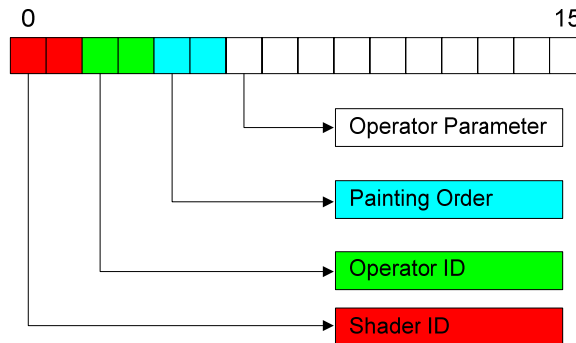 0 15
Operator Parameter
Painting Order
Operator ID
Shader ID